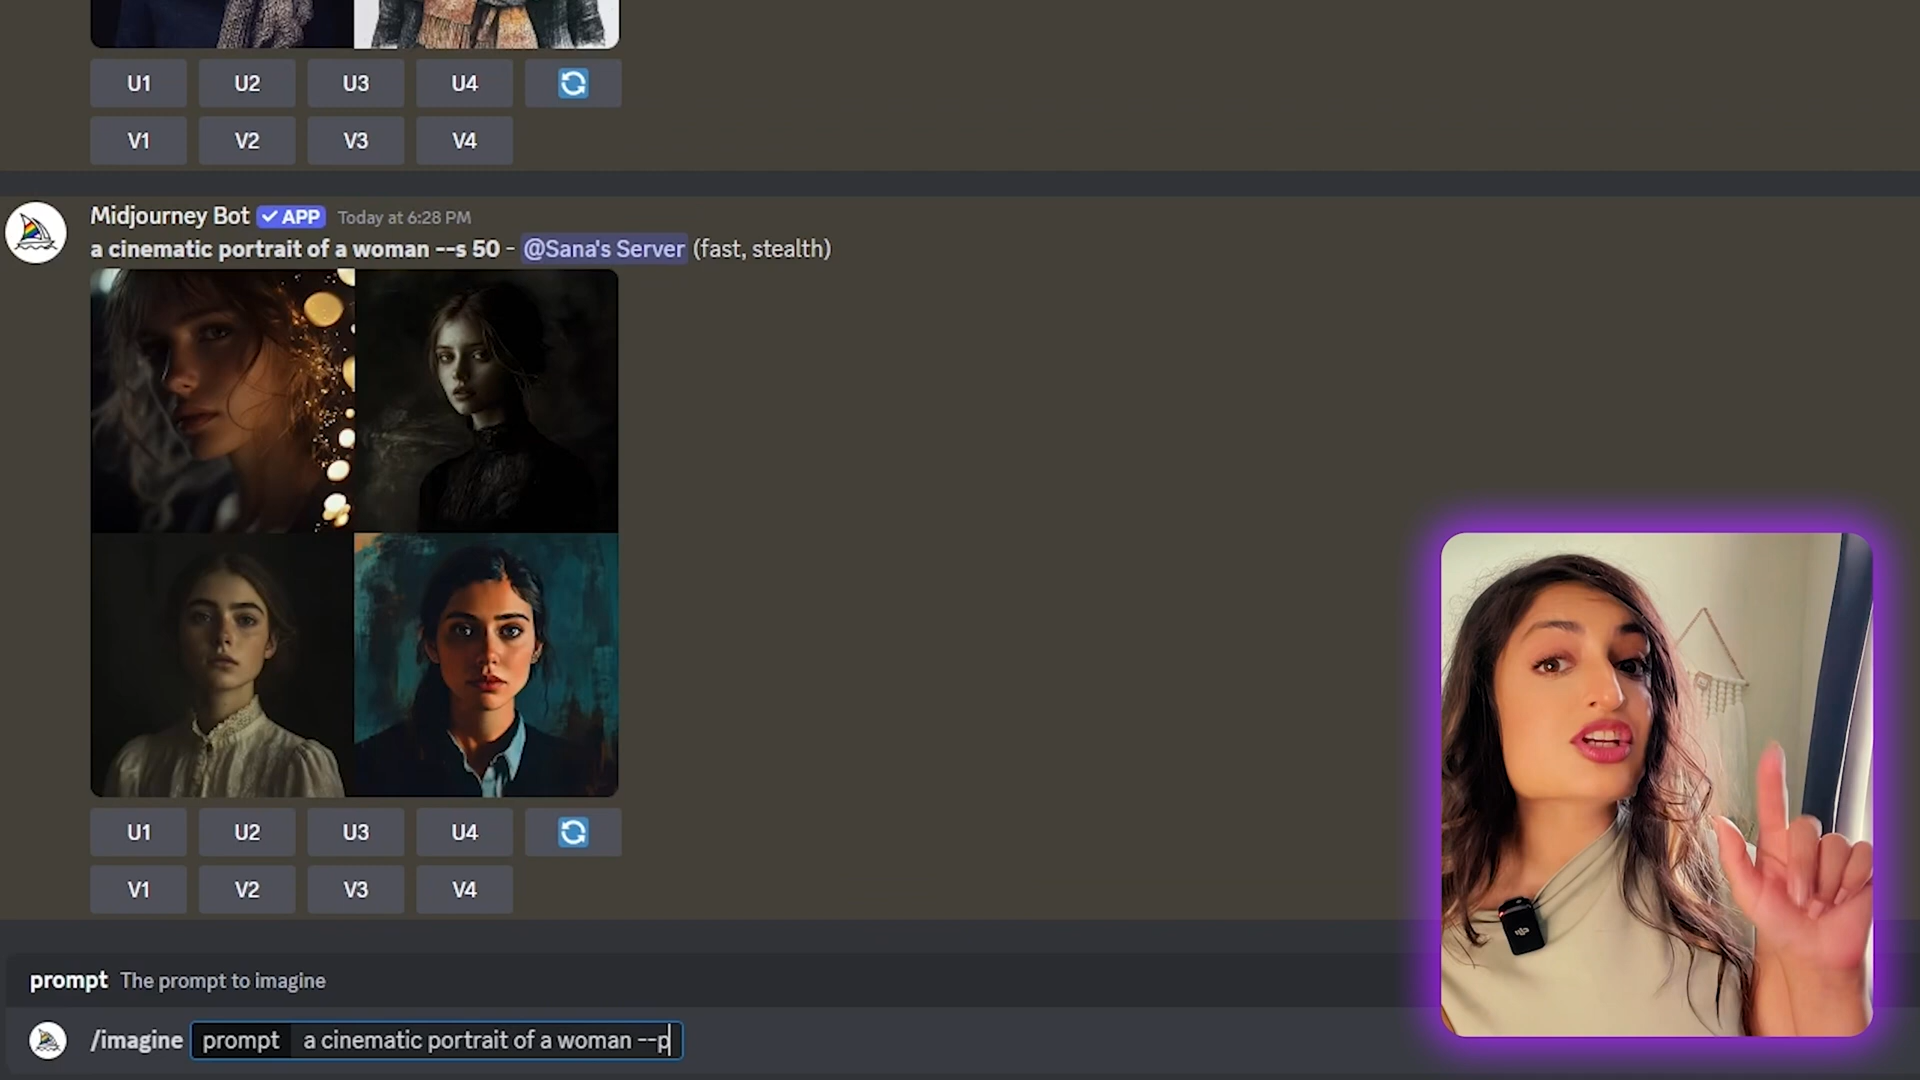 U1 U2 U3 U4
V1 V2 V3 V4
Midjourney Bot APP Today at 6:28 PM
a cinematic portrait of a woman --s 50 - @Sana's Server (fast, stealth)
U1 U2 U3 U4
V1 V2 V3 V4
prompt The prompt to imagine
/imagine prompt a cinematic portrait of a woman --p